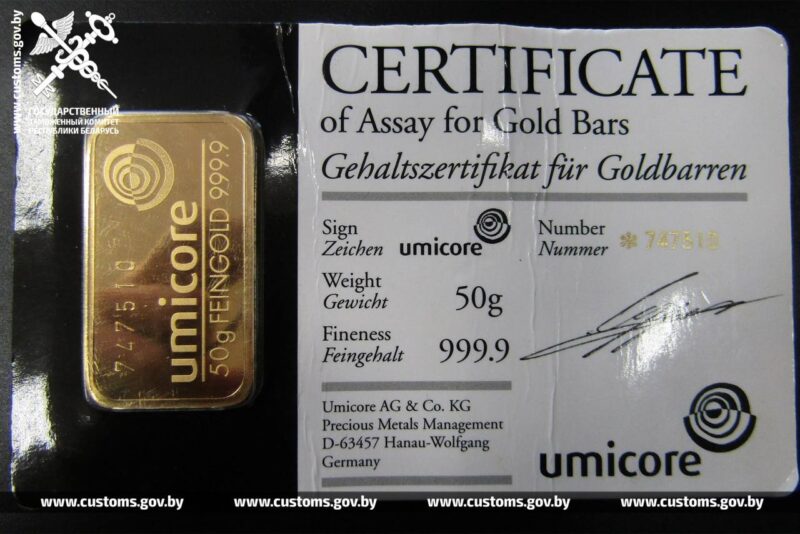 www.customs.gov.by
ГОСУДАРСТВЕННЫЙ
ТАМОЖЕННЫЙ КОМИТЕТ
РЕСПУБЛИКИ БЕЛАРУСЬ
747510
umicore
50g FEINGOLD 999.9
CERTIFICATE
of Assay for Gold Bars
Gehaltszertifikat für Goldbarren
Sign
Zeichen
umicore
Number
Nummer
* 747510
Weight
Gewicht
50g
Fineness
Feingehalt
999.9
Umicore AG & Co. KG
Precious Metals Management
D-63457 Hanau-Wolfgang
Germany
umicore
www.customs.gov.by www.customs.gov.by www.customs.gov.by www.customs.gov.by